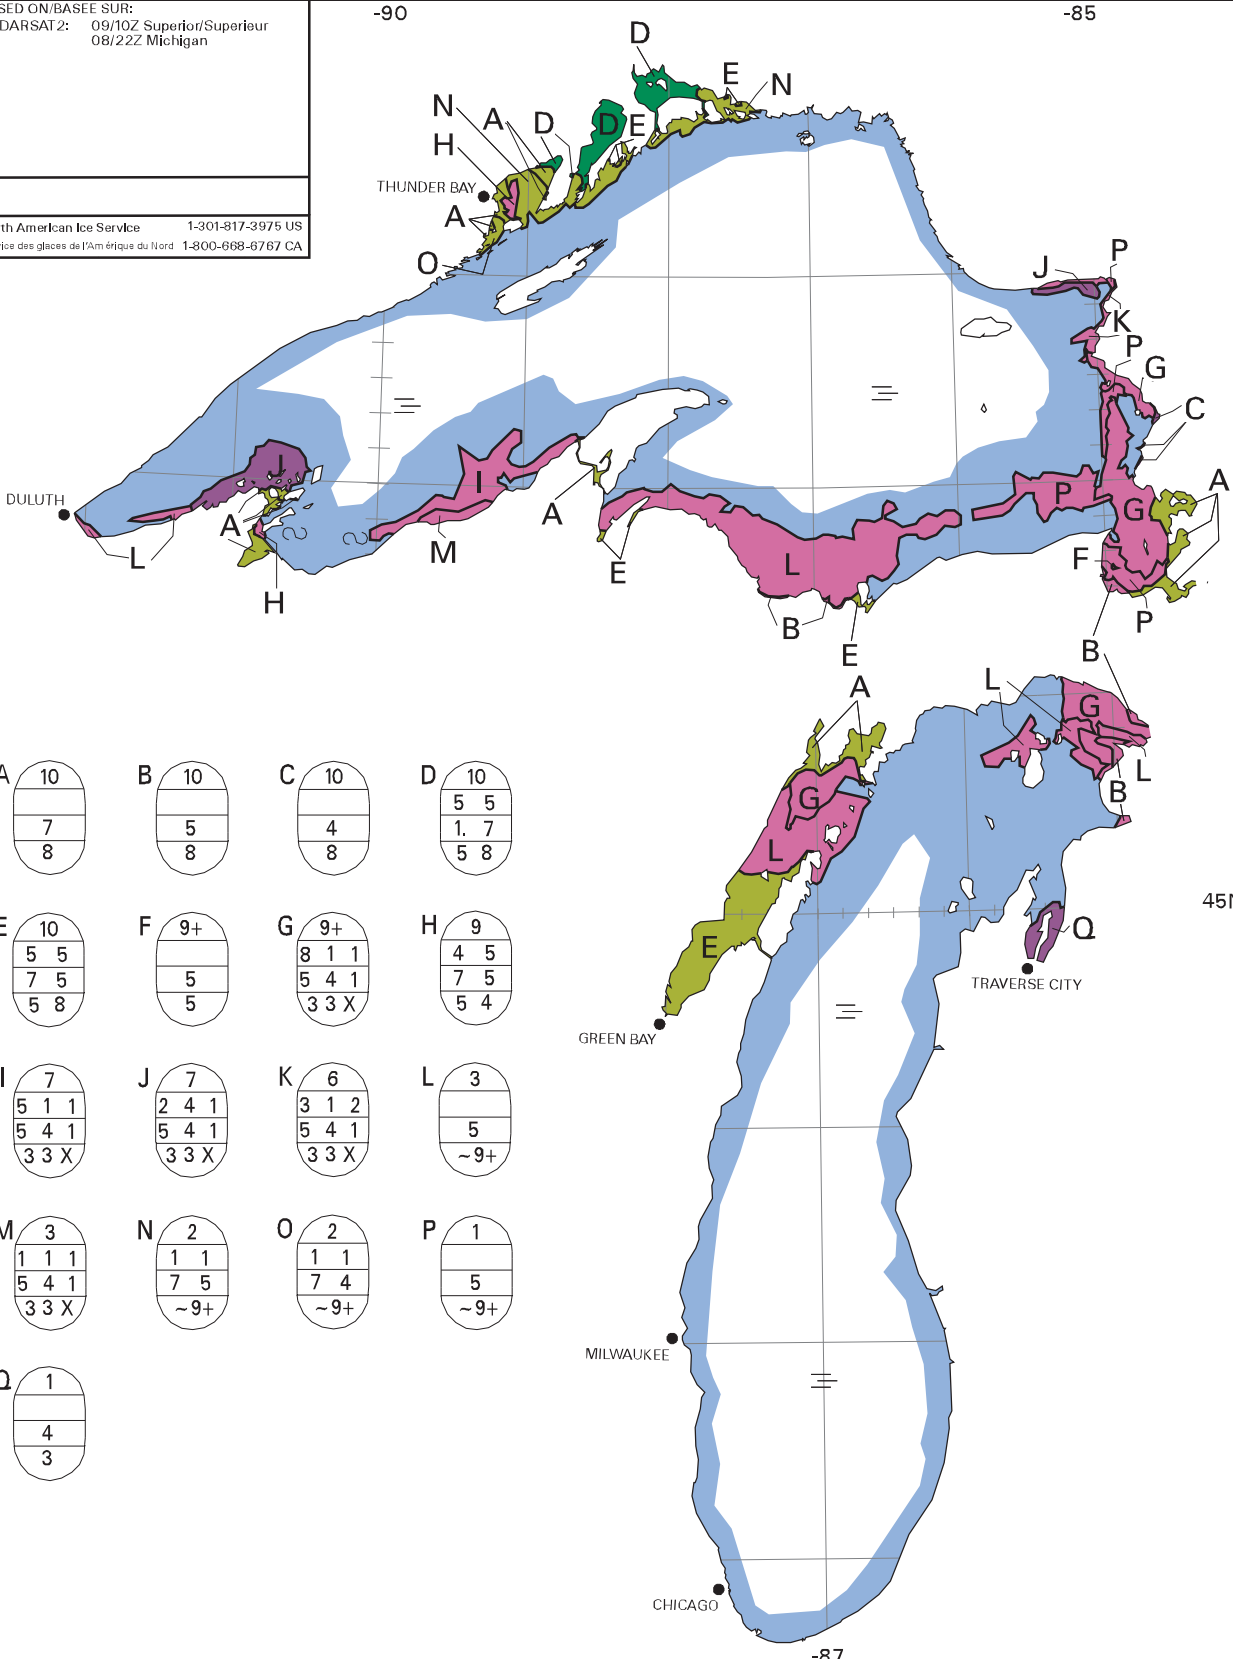 SED ON/BASEE SUR:
DARSAT2: 09/10Z Superior/Superieur
08/22Z Michigan
rth American Ice Service 1-301-817-3975 US
vice des glaces de l'Amérique du Nord 1-800-668-6767 CA
-90
-85
D
E
N
N
A
D
D
E
H
THUNDER BAY
A
O
J
P
K
P
G
C
J
I
A
DULUTH
A
A
P
G
L
M
E
L
F
H
B
P
E
B
A
L
G
A 10
7
8
B 10
5
8
C 10
4
8
D 10
5 5
1. 7
5 8
G
L
B
L
E 10
5 5
7 5
5 8
F 9+
5
5
G 9+
8 1 1
5 4 1
3 3 X
H 9
4 5
7 5
5 4
45N
E
Q
TRAVERSE CITY
GREEN BAY
I 7
5 1 1
5 4 1
3 3 X
J 7
2 4 1
5 4 1
3 3 X
K 6
3 1 2
5 4 1
3 3 X
L 3
5
~9+
M 3
1 1 1
5 4 1
3 3 X
N 2
1 1
7 5
~9+
O 2
1 1
7 4
~9+
P 1
5
~9+
MILWAUKEE
Q 1
4
3
CHICAGO
-87